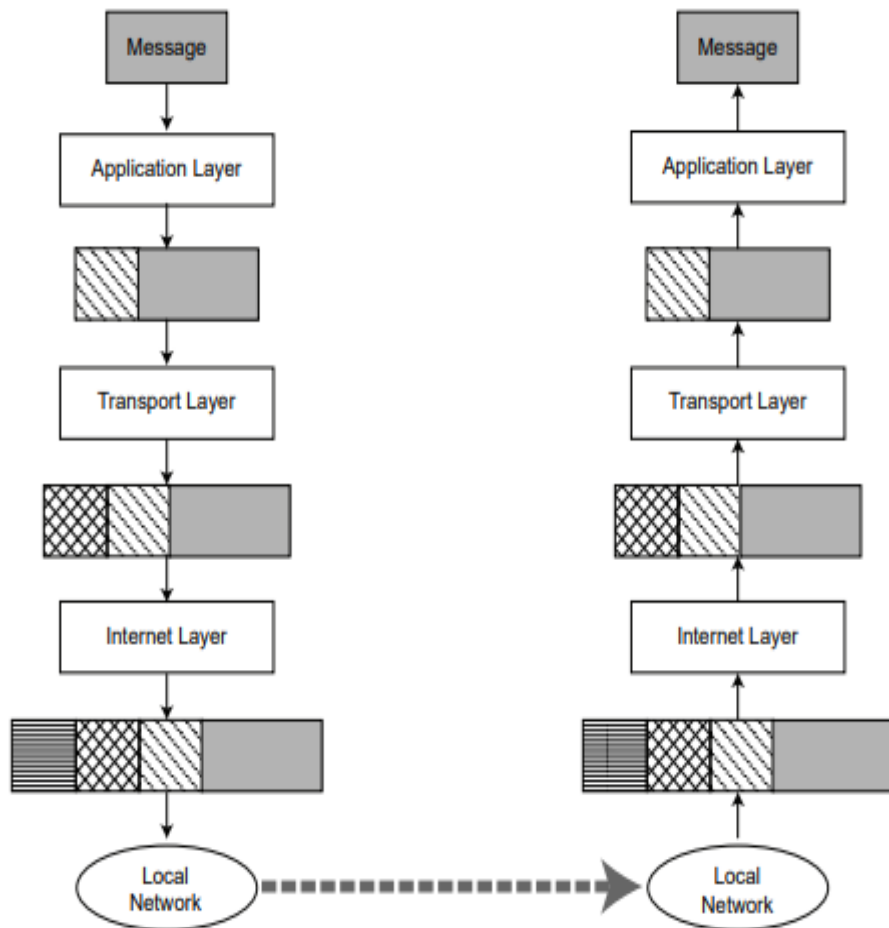 Message
Message
Application Layer
Application Layer
Transport Layer
Transport Layer
Internet Layer
Internet Layer
Local
Network
Local
Network